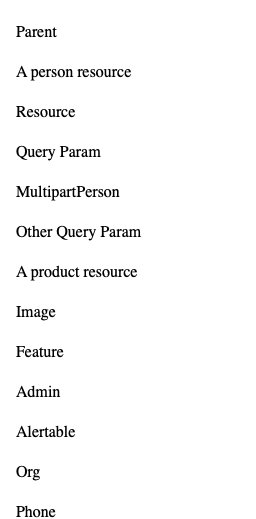 Parent
A person resource
Resource
Query Param
MultipartPerson
Other Query Param
A product resource
Image
Feature
Admin
Alertable
Org
Phone